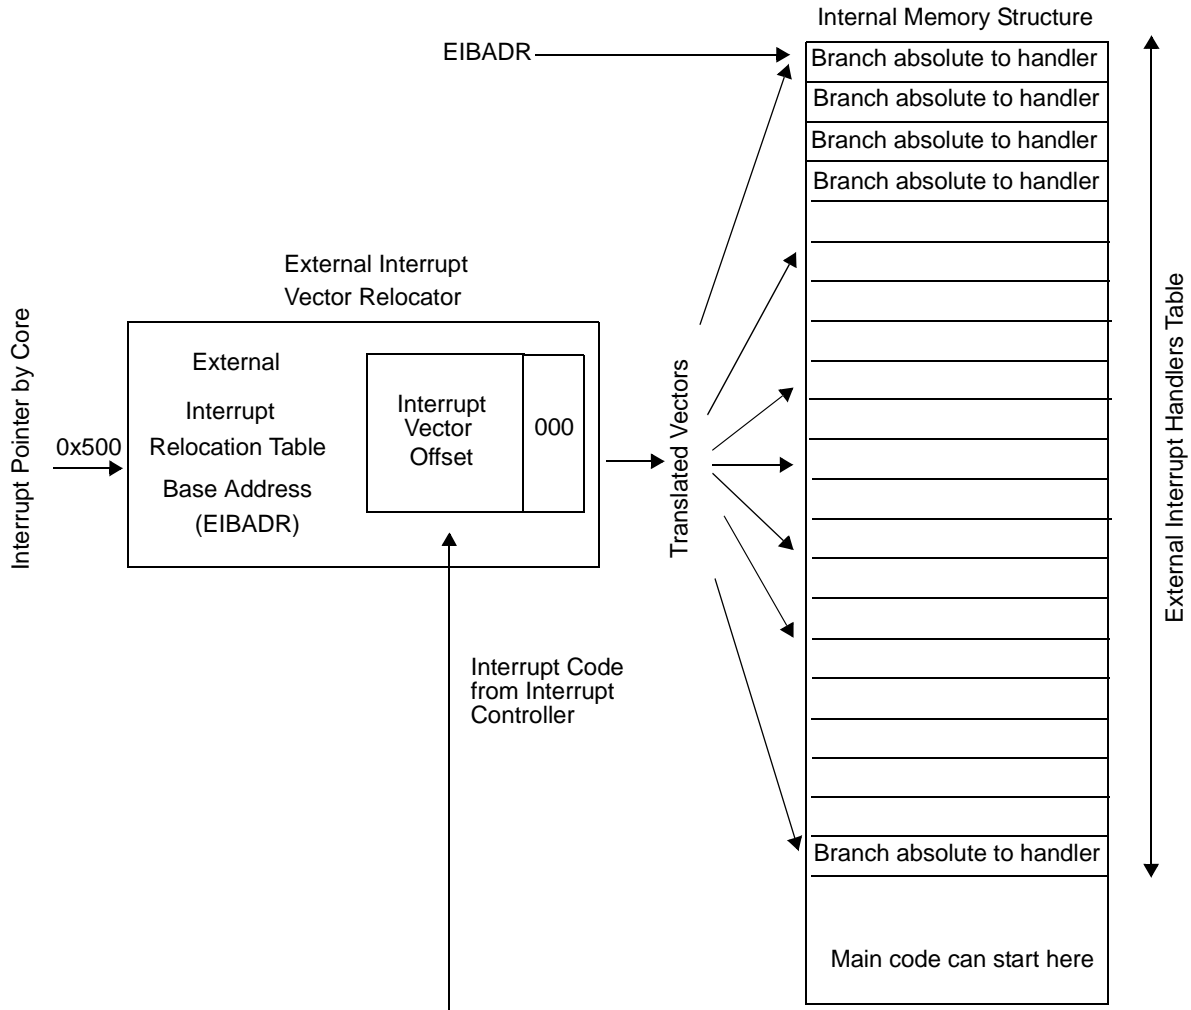 Internal Memory Structure
EIBADR
Branch absolute to handler
Branch absolute to handler
Branch absolute to handler
Branch absolute to handler
External Interrupt
Vector Relocator
Interrupt Pointer by Core
0x500
External
Interrupt
Relocation Table
Base Address
(EIBADR)
Interrupt
Vector
Offset
000
Translated Vectors
External Interrupt Handlers Table
Interrupt Code
from Interrupt
Controller
Branch absolute to handler
Main code can start here